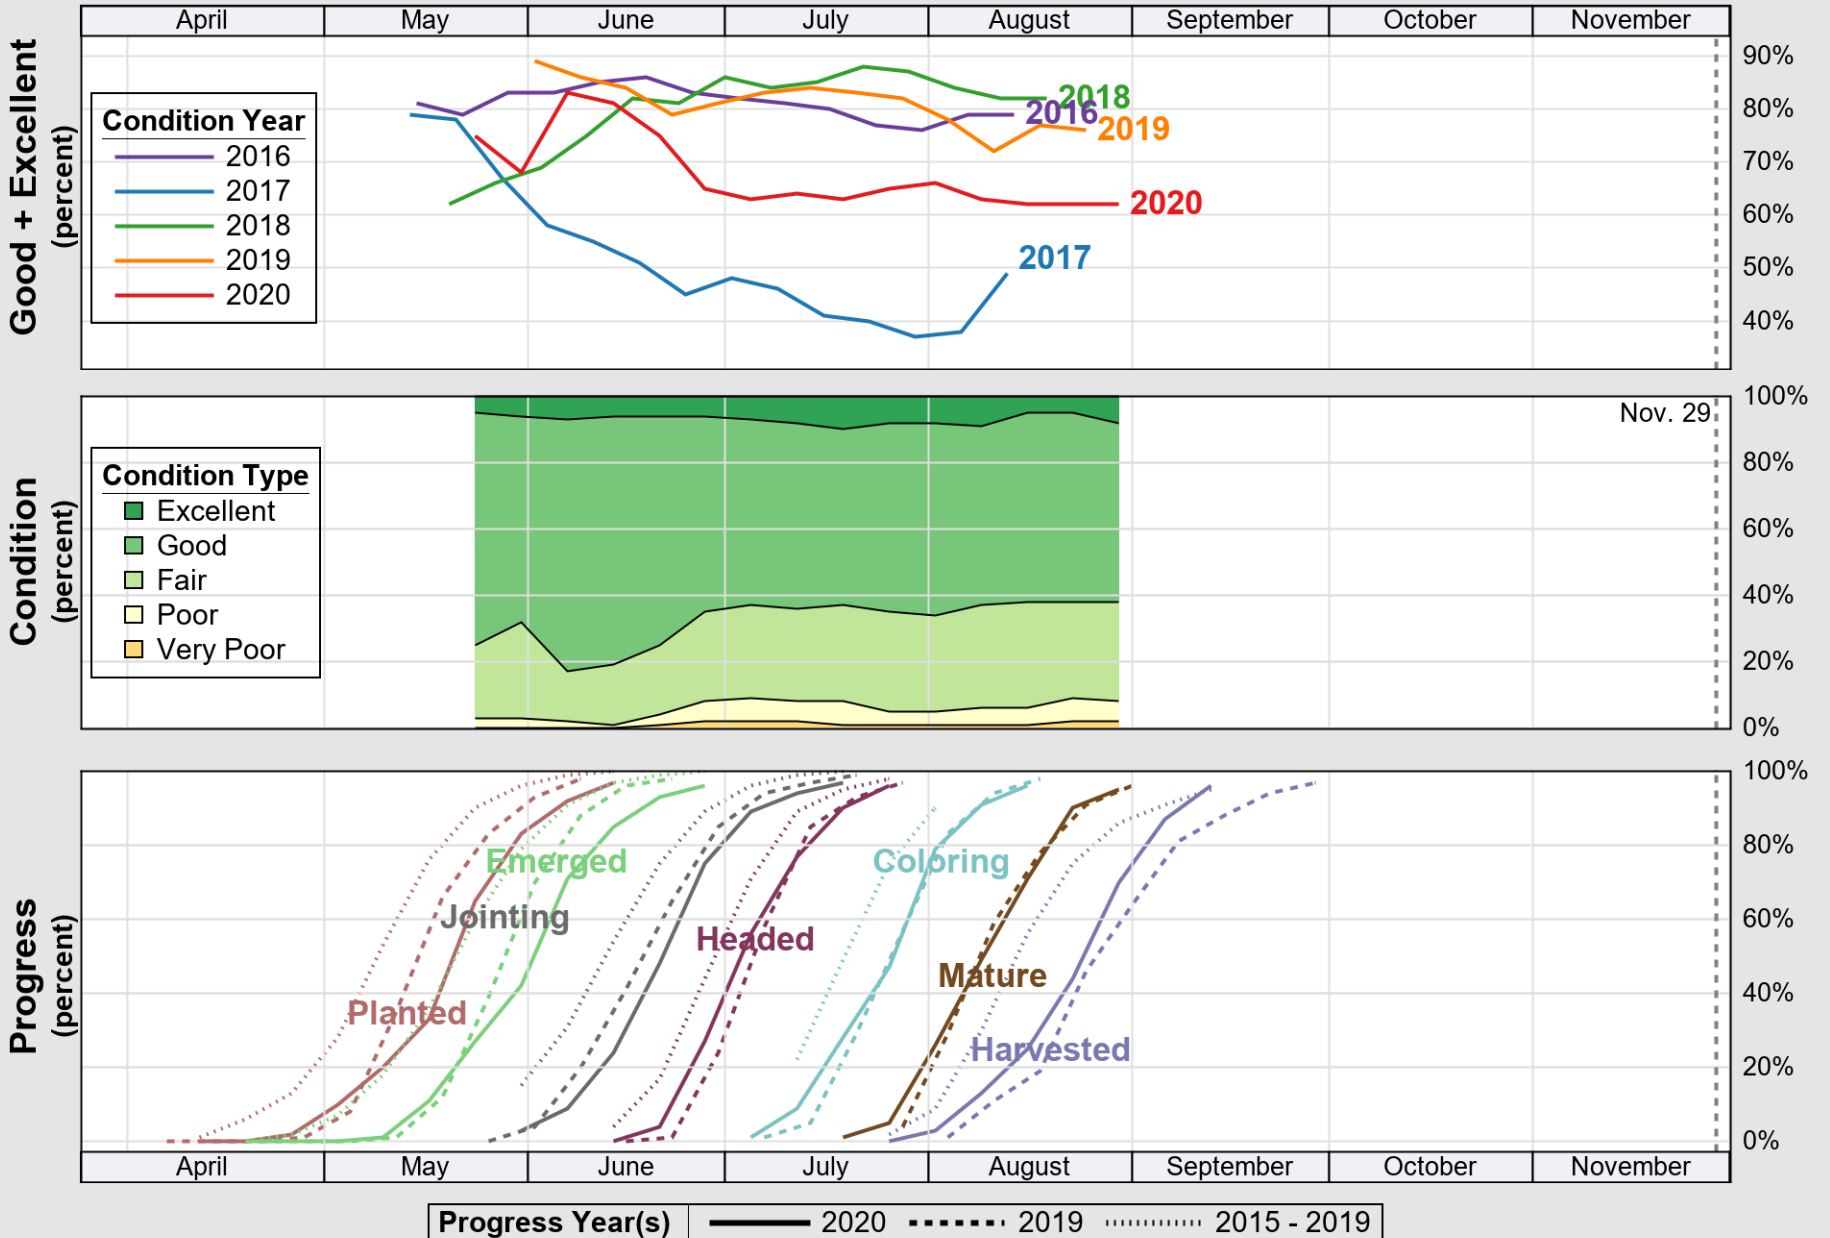 April May June July August September October November
Good + Excellent
(percent)
90%
80%
70%
60%
50%
40%
Condition Year
2016
2017
2018
2019
2020
2018
2016
2019
2020
2017
Condition
(percent)
100%
80%
60%
40%
20%
0%
Nov. 29
Condition Type
Excellent
Good
Fair
Poor
Very Poor
Progress
(percent)
100%
80%
60%
40%
20%
0%
Emerged
Coloring
Jointing
Headed
Mature
Planted
Harvested
April May June July August September October November
Progress Year(s) 2020 2019 2015 - 2019